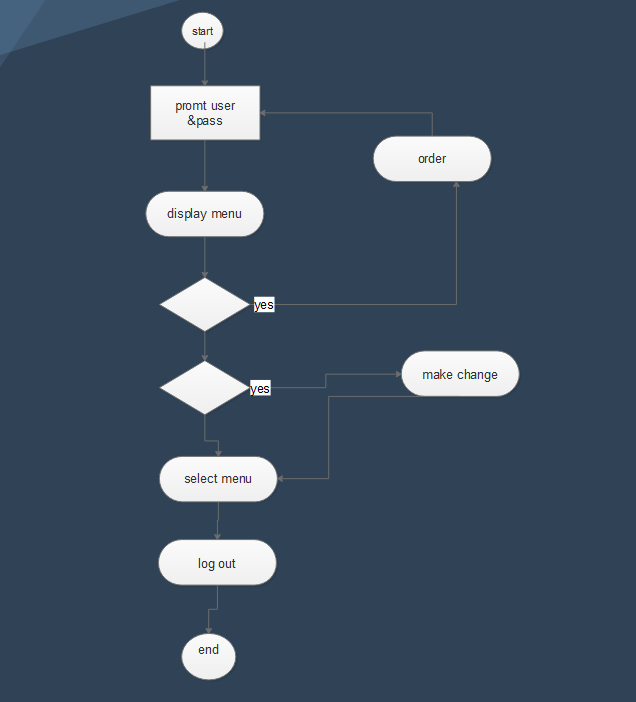 start
promt user
&pass
order
display menu
yes
yes
make change
select menu
log out
end